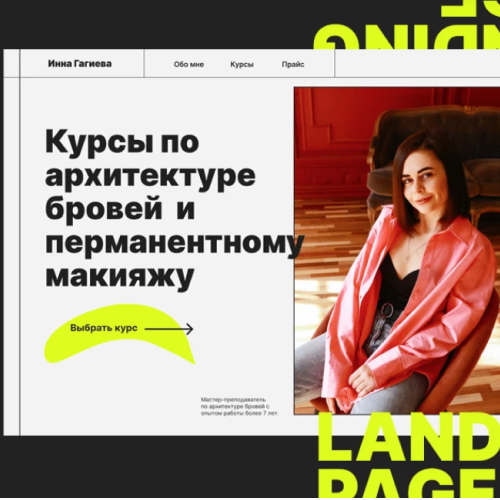 DING
Инна Гагиева
Обо мне
Курсы
Прайс
Курсы по
архитектуре
бровей и
перманентному
макияжу
Выбрать курс
Мастер-преподаватель
по архитектуре бровей с
опытом работы более 7 лет.
LAND
PAGE